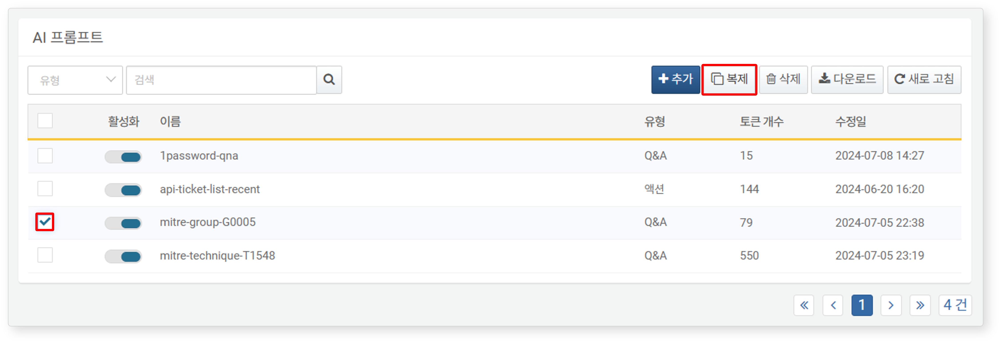 AI 프롬프트
유형 검색 추가 복제 삭제 다운로드 새로 고침
활성화 이름 유형 토큰 개수 수정일
1password-qna Q&A 15 2024-07-08 14:27
api-ticket-list-recent 액션 144 2024-06-20 16:20
mitre-group-G0005 Q&A 79 2024-07-05 22:38
mitre-technique-T1548 Q&A 550 2024-07-05 23:19
« ‹ 1 › » 4 건